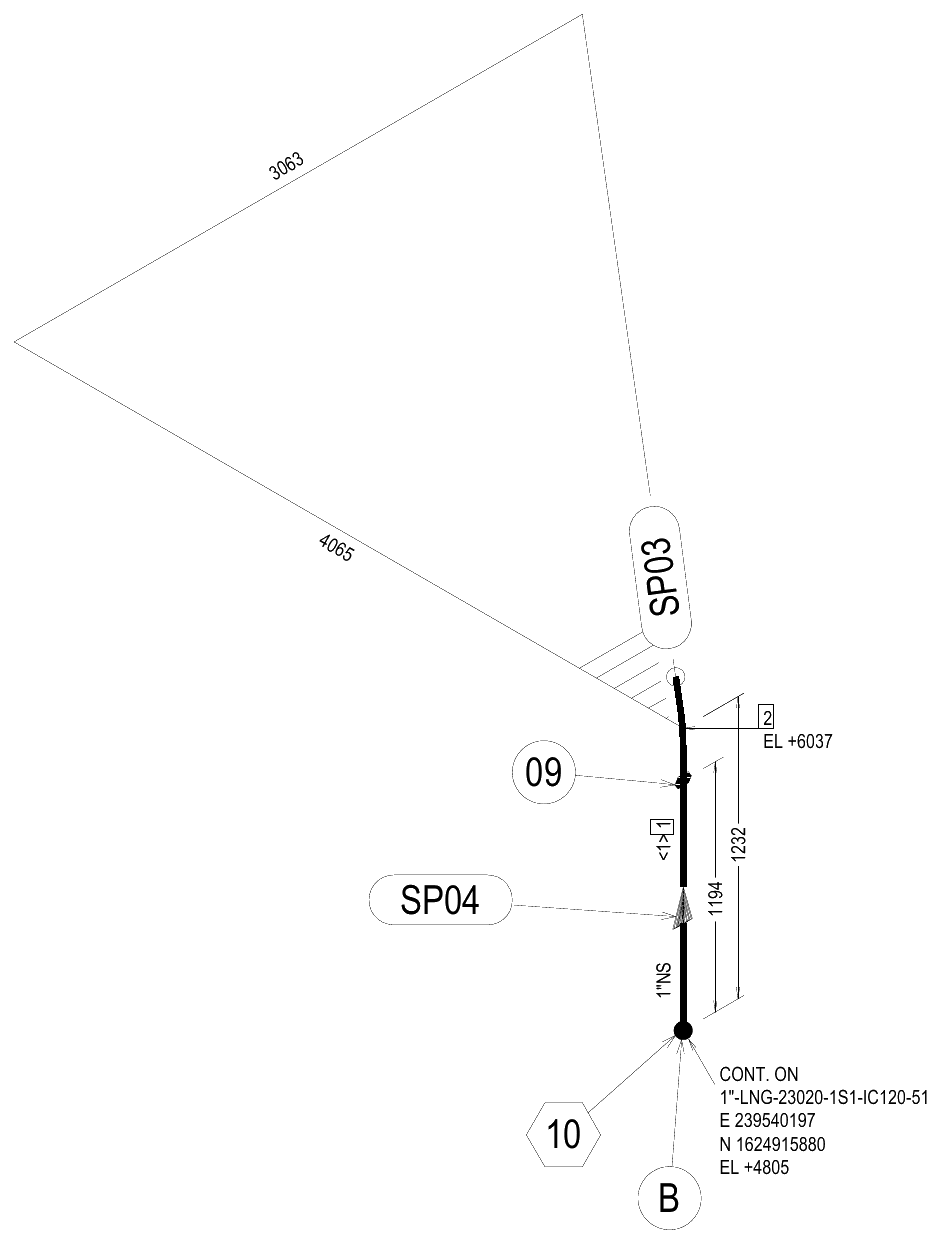 3063
4065
SP03
2
EL +6037
09
<1> 1
1232
SP04
1194
1"NS
CONT. ON
1"-LNG-23020-1S1-IC120-51
E 239540197
N 1624915880
EL +4805
10
B